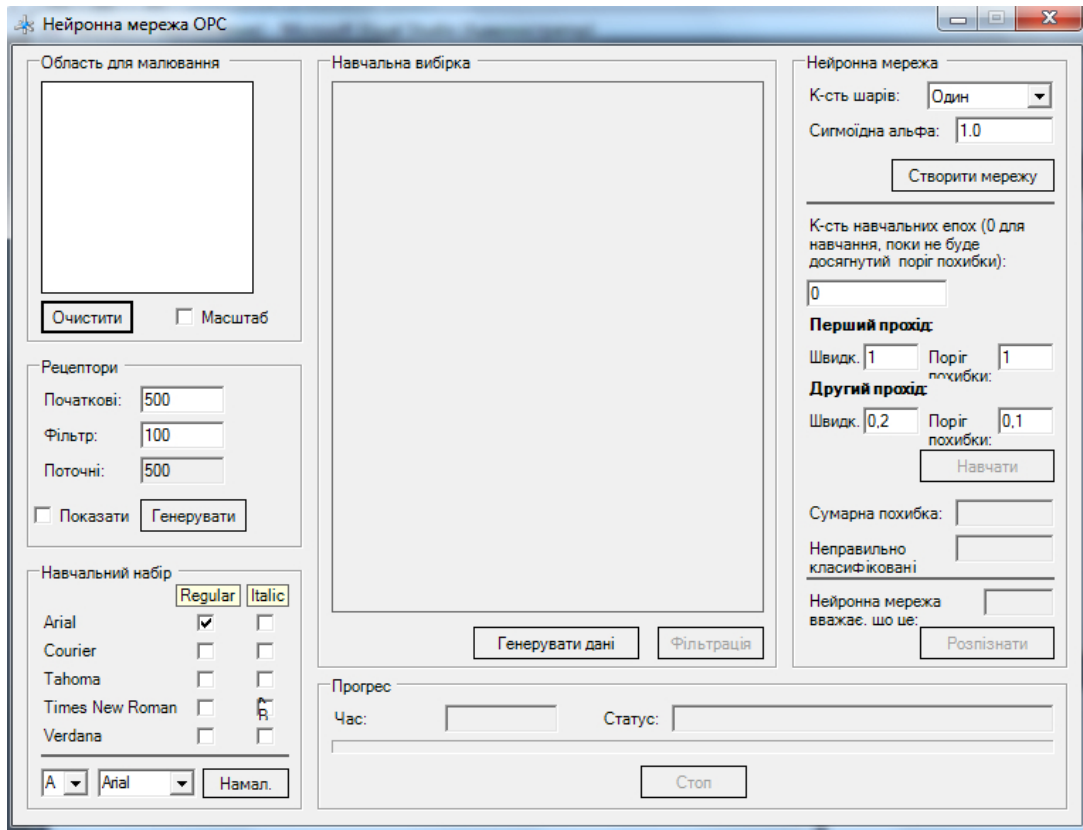 Нейронна мережа ОРС
Область для малювання
Очистити
Масштаб
Рецептори
Початкові: 500
Фільтр: 100
Поточні: 500
Показати
Генерувати
Навчальний набір
Regular Italic
Arial
Courier
Tahoma
Times New Roman
Verdana
A Arial Намал.
Навчальна вибірка
Генерувати дані
Фільтрація
Нейронна мережа
К-сть шарів: Один
Сигмоїдна альфа: 1.0
Створити мережу
К-сть навчальних епох (0 для
навчання, поки не буде
досягнутий поріг похибки):
0
Перший прохід:
Швидк. 1 Поріг 1
похибки:
Другий прохід:
Швидк. 0,2 Поріг 0,1
похибки:
Навчати
Сумарна похибка:
Неправильно
класифіковані
Нейронна мережа
вважає, що це:
Розпізнати
Прогрес
Час:
Статус:
Стоп